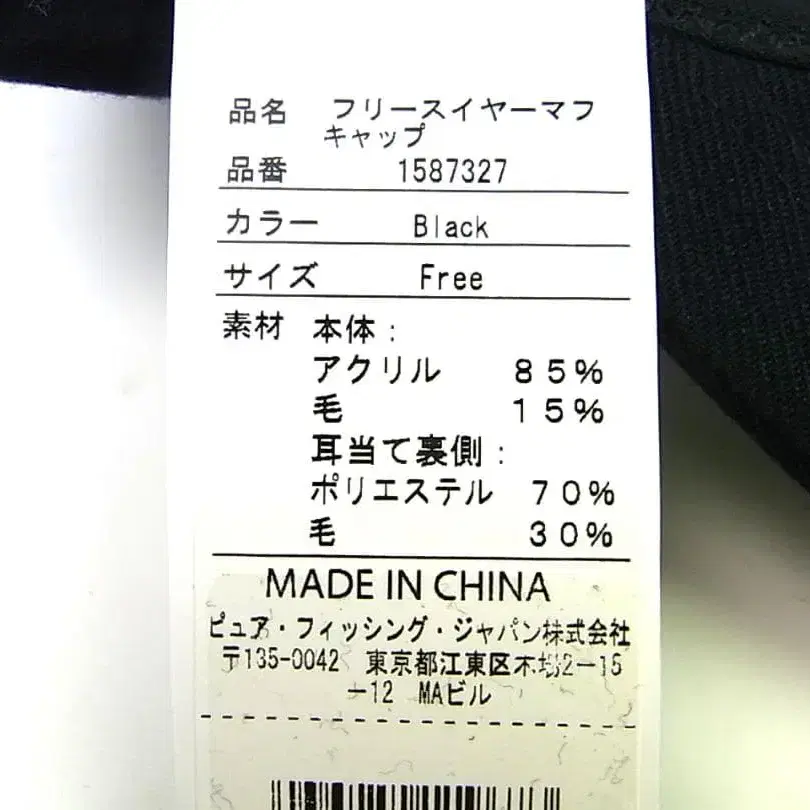 品名 フリースイヤーマフ
キャップ
品番 1587327
カラー Black
サイズ Free
素材 本体:
アクリル 85%
毛 15%
耳当て裏側:
ポリエステル 70%
毛 30%
MADE IN CHINA
ピュア・フィッシング・ジャパン株式会社
〒135-0042 東京都江東区木場2-15
-12 MAビル